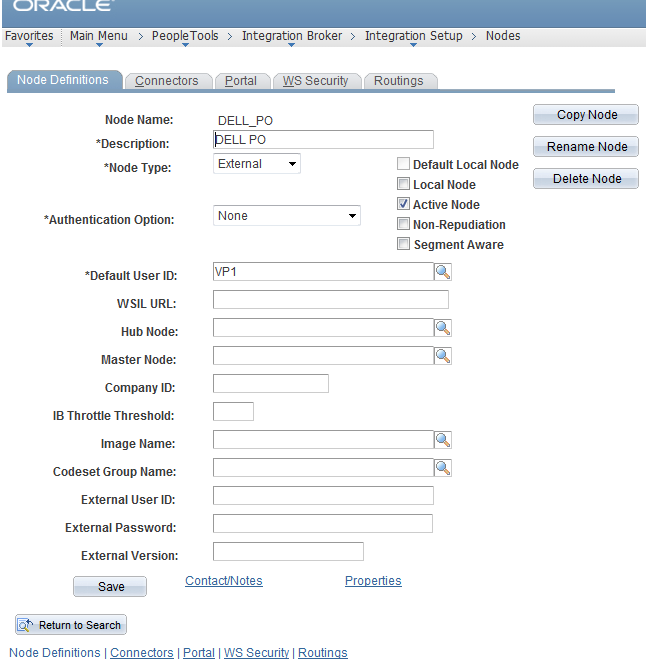 ORACLE
Favorites Main Menu > PeopleTools > Integration Broker > Integration Setup > Nodes
Node Definitions Connectors Portal WS Security Routings
Node Name: DELL_PO Copy Node
*Description: DELL PO Rename Node
*Node Type: External Default Local Node
Delete Node
Local Node
Active Node
*Authentication Option: None
Non-Repudiation
Segment Aware
*Default User ID: VP1
WSIL URL:
Hub Node:
Master Node:
Company ID:
IB Throttle Threshold:
Image Name:
Codeset Group Name:
External User ID:
External Password:
External Version:
Save Contact/Notes Properties
Return to Search
Node Definitions | Connectors | Portal | WS Security | Routings